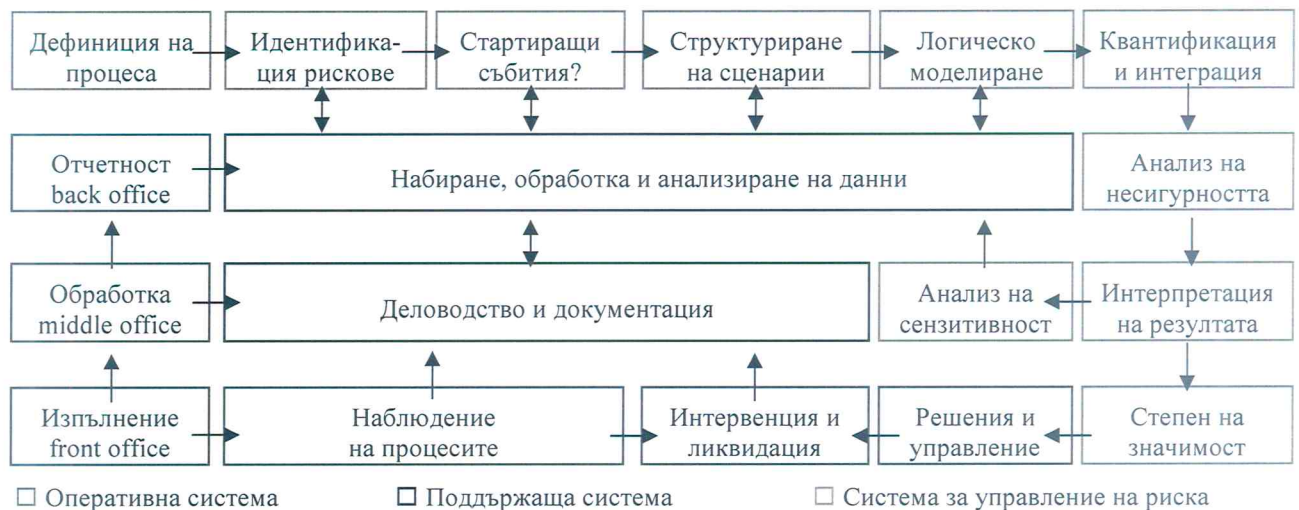 Дефиниция на
процеса
Идентифика-
ция рискове
Стартиращи
събития?
Структуриране
на сценарии
Логическо
моделиране
Квантификация
и интеграция
Отчетност
back office
Набиране, обработка и анализиране на данни
Анализ на
несигурността
Обработка
middle office
Деловодство и документация
Анализ на
сензитивност
Интерпретация
на резултата
Изпълнение
front office
Наблюдение
на процесите
Интервенция и
ликвидация
Решения и
управление
Степен на
значимост
Оперативна система
Поддържаща система
Система за управление на риска